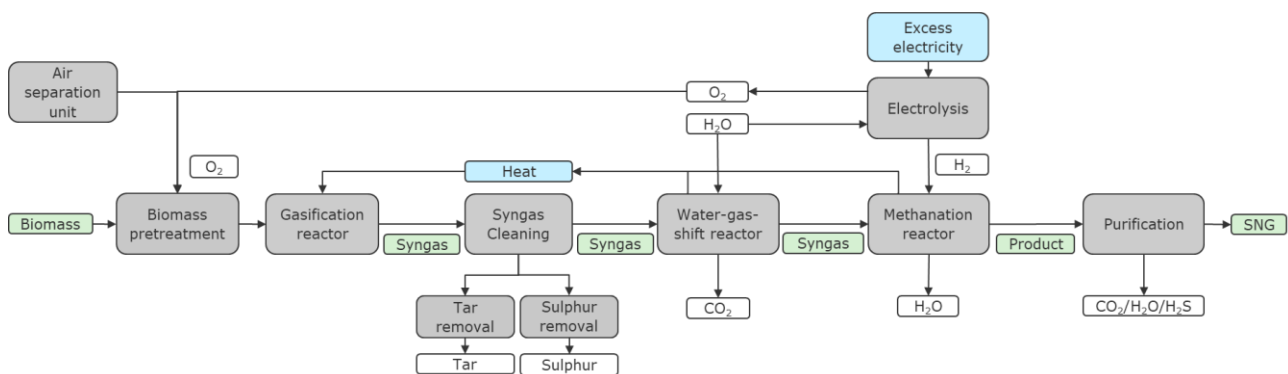 Excess
electricity
Air
separation
unit
O₂
Electrolysis
H₂O
O₂
Heat
H₂
Biomass
Biomass
pretreatment
Gasification
reactor
Syngas
Syngas
Cleaning
Syngas
Water-gas-
shift reactor
Syngas
Methanation
reactor
Product
Purification
SNG
Tar
removal
Sulphur
removal
CO₂
H₂O
CO₂/H₂O/H₂S
Tar
Sulphur